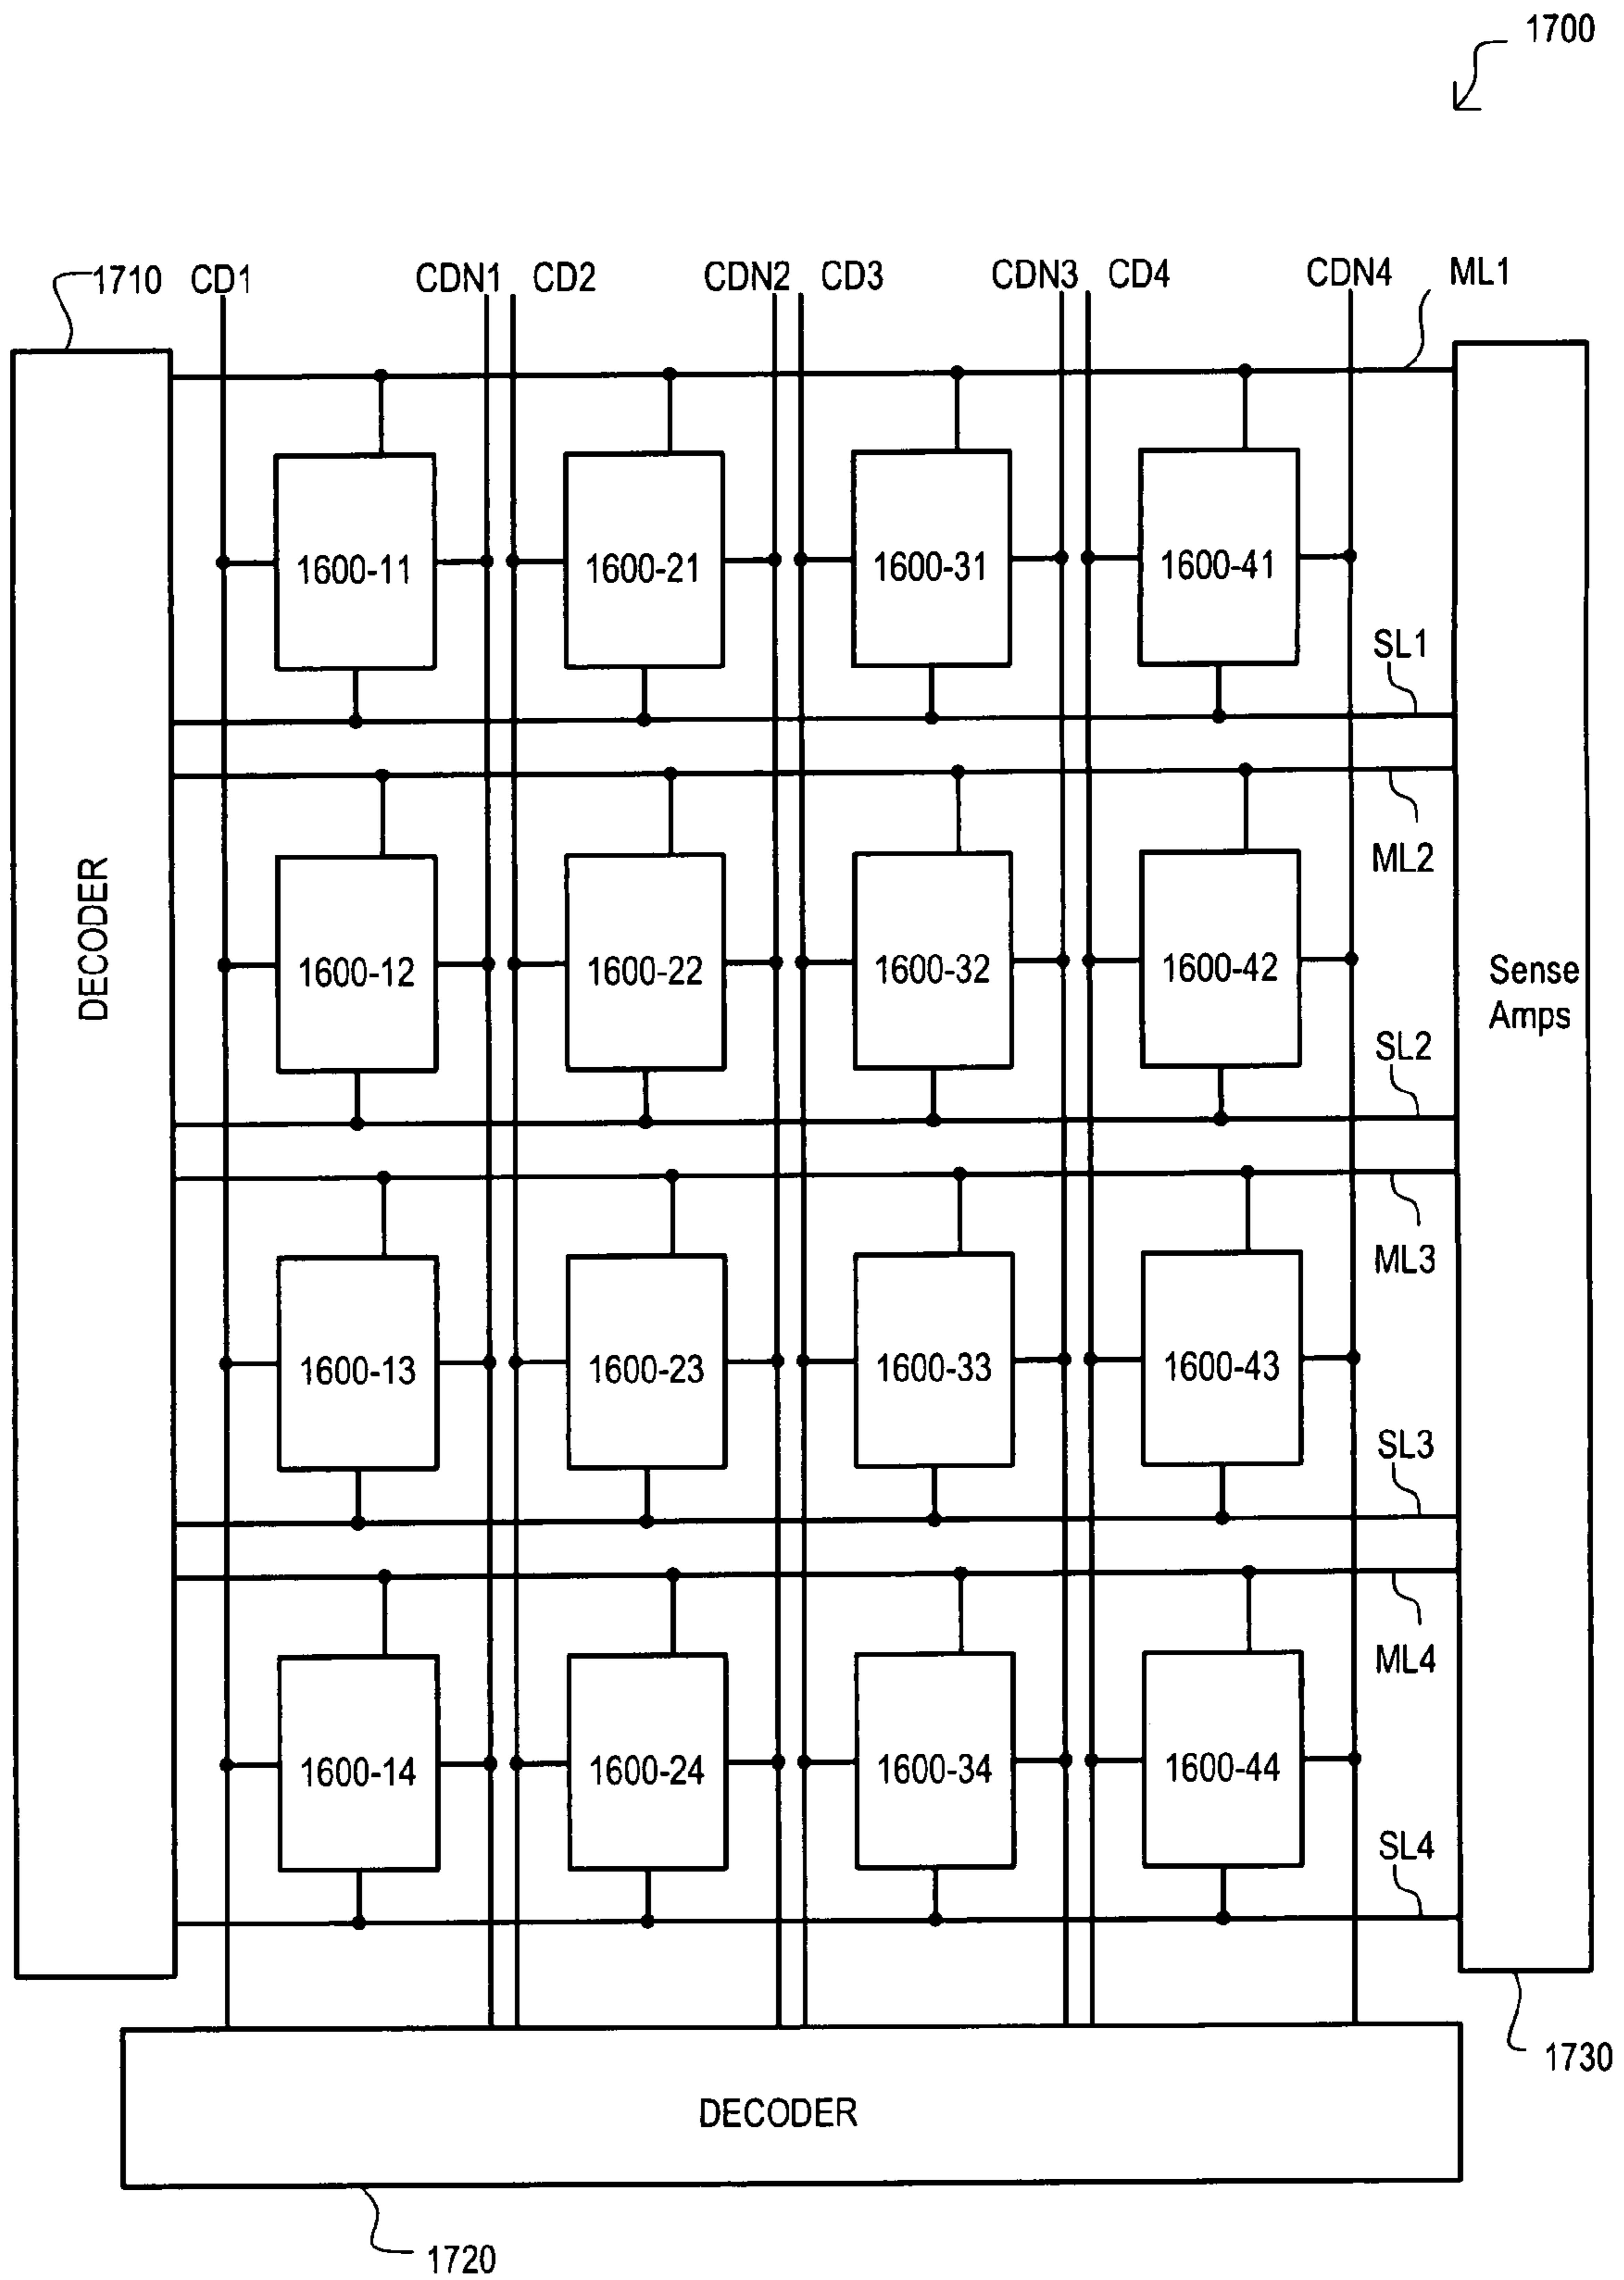 1700
1710 CD1 CDN1 CD2 CDN2 CD3 CDN3 CD4 CDN4 ML1
1600-11 1600-21 1600-31 1600-41
SL1
ML2
DECODER
1600-12 1600-22 1600-32 1600-42
Sense
Amps
SL2
ML3
1600-13 1600-23 1600-33 1600-43
SL3
ML4
1600-14 1600-24 1600-34 1600-44
SL4
1730
DECODER
1720